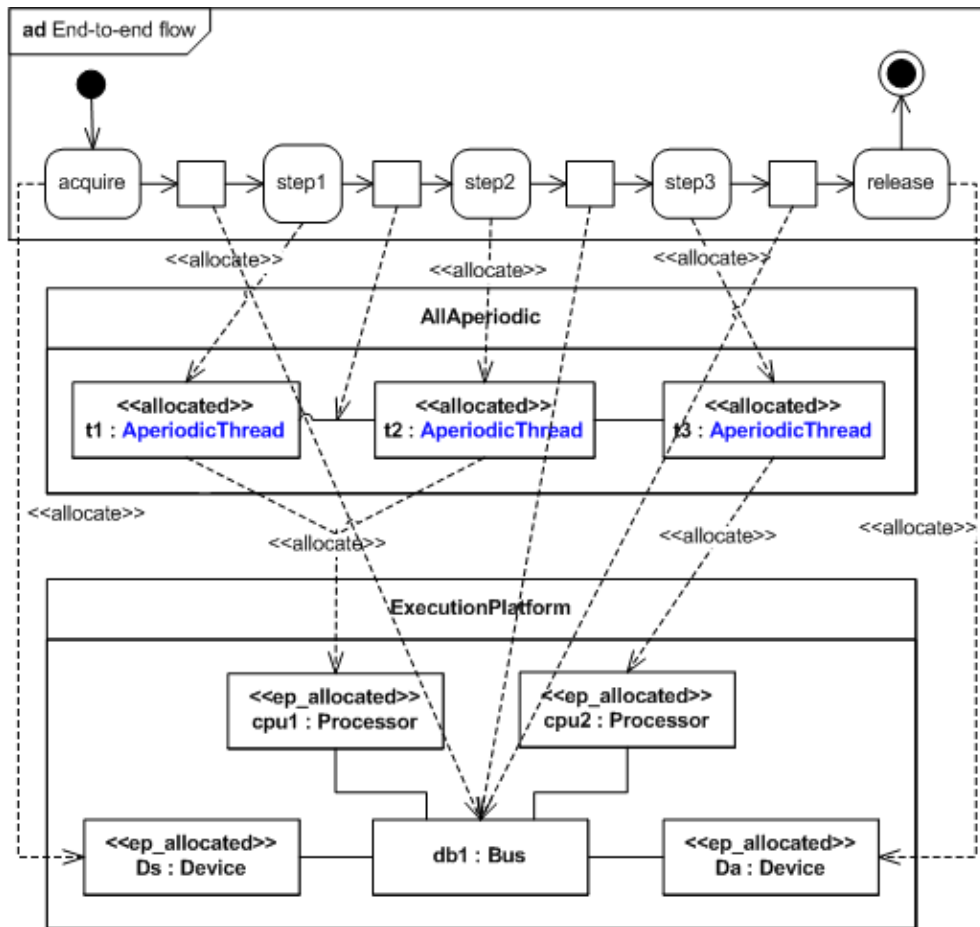 ad End-to-end flow
acquire
step1
step2
step3
release
<<allocate>>
<<allocate>>
<<allocate>>
AllAperiodic
<<allocated>>
t1 : AperiodicThread
<<allocated>>
t2 : AperiodicThread
<<allocated>>
t3 : AperiodicThread
<<allocate>>
<<allocate>>
<<allocate>>
<<allocate>>
ExecutionPlatform
<<ep_allocated>>
cpu1 : Processor
<<ep_allocated>>
cpu2 : Processor
<<ep_allocated>>
Ds : Device
db1 : Bus
<<ep_allocated>>
Da : Device